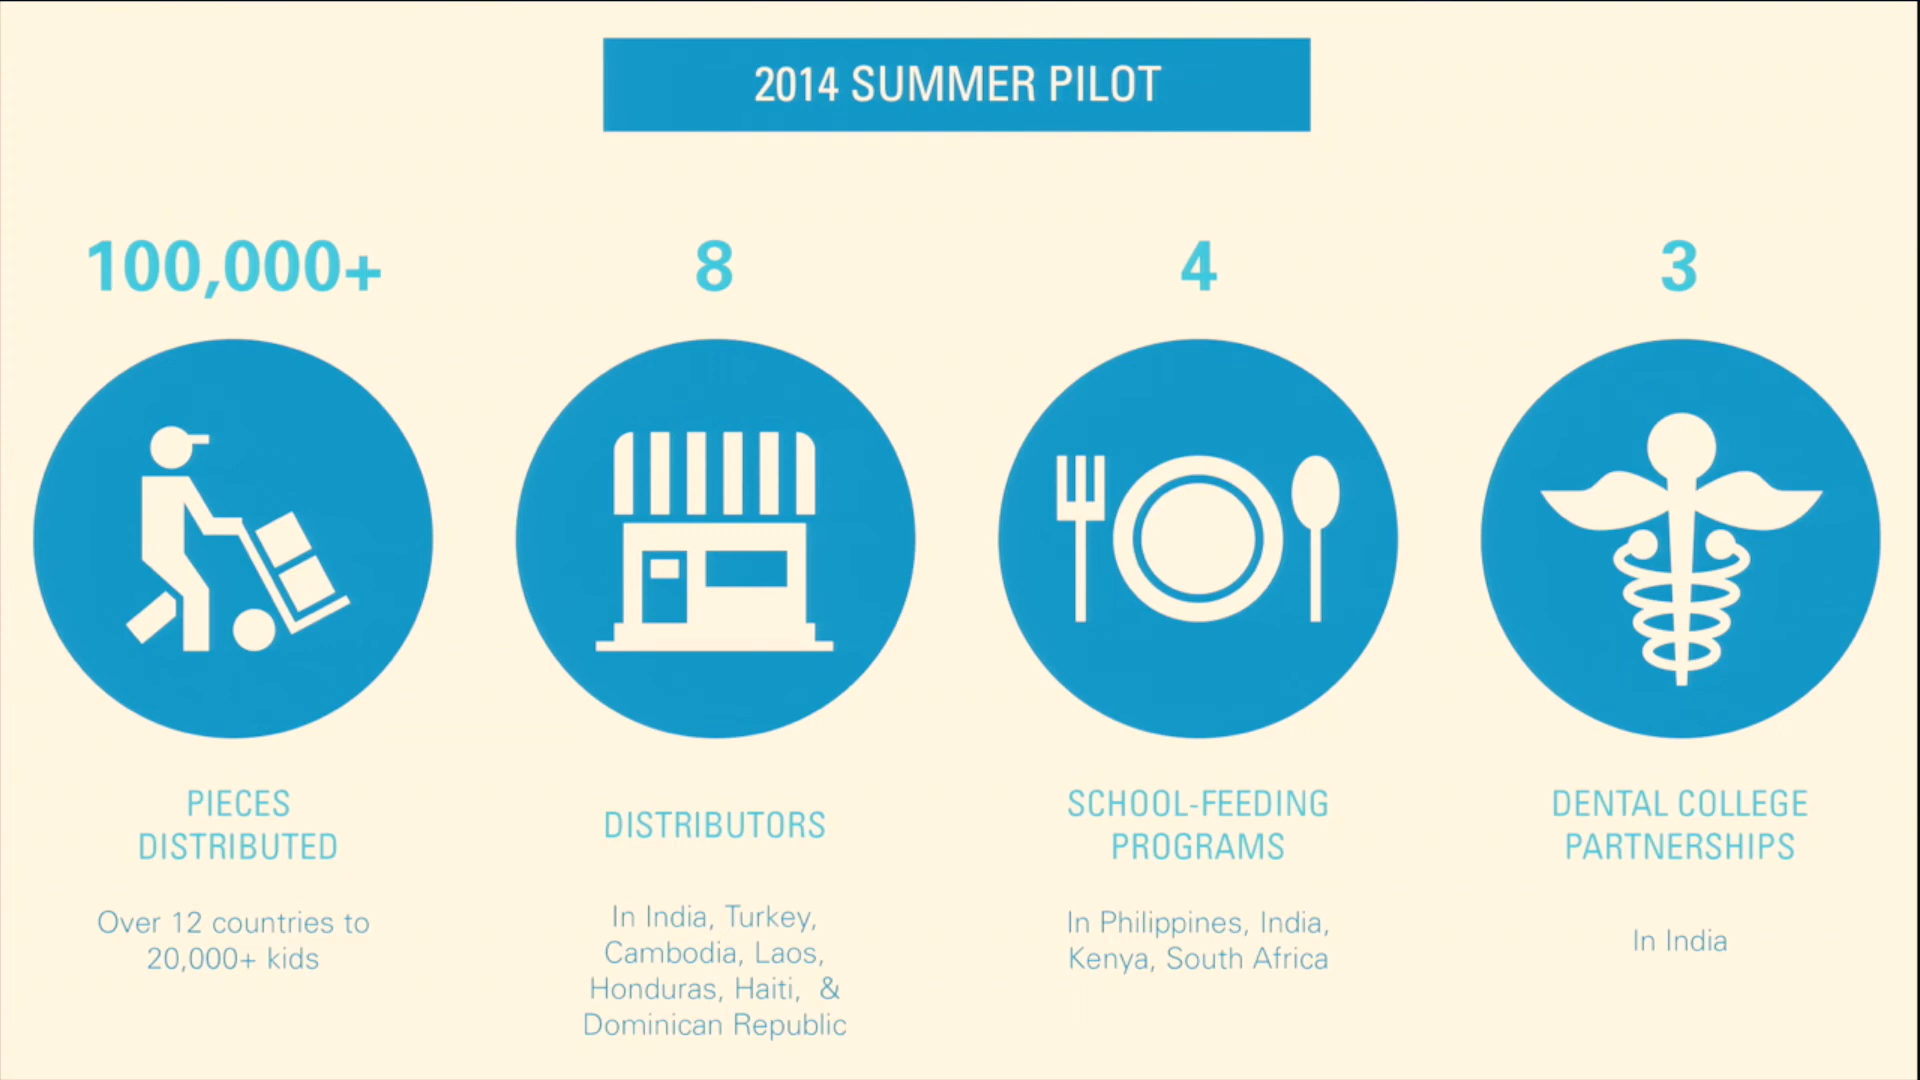 2014 SUMMER PILOT
100,000+
PIECES
DISTRIBUTED
Over 12 countries to
20,000+ kids
8
DISTRIBUTORS
In India, Turkey,
Cambodia, Laos,
Honduras, Haiti, &
Dominican Republic
4
SCHOOL-FEEDING
PROGRAMS
In Philippines, India,
Kenya, South Africa
3
DENTAL COLLEGE
PARTNERSHIPS
In India